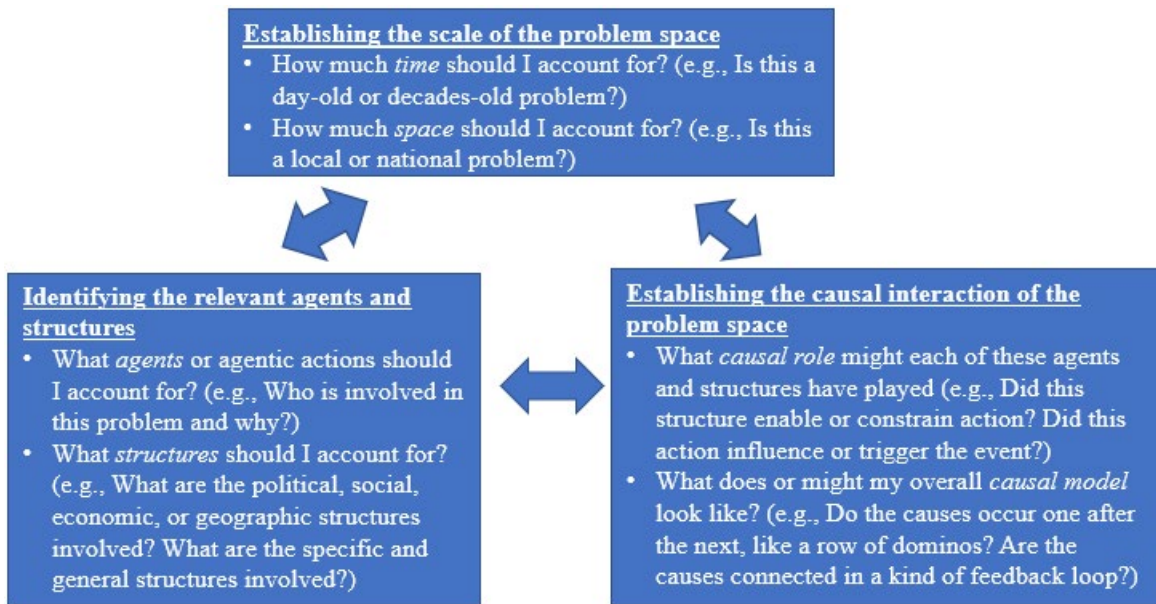 Establishing the scale of the problem space
• How much time should I account for? (e.g., Is this a
day-old or decades-old problem?)
• How much space should I account for? (e.g., Is this
a local or national problem?)
Identifying the relevant agents and
structures
• What agents or agentic actions should
I account for? (e.g., Who is involved in
this problem and why?)
• What structures should I account for?
(e.g., What are the political, social,
economic, or geographic structures
involved? What are the specific and
general structures involved?)
Establishing the causal interaction of the
problem space
• What causal role might each of these agents
and structures have played (e.g., Did this
structure enable or constrain action? Did this
action influence or trigger the event?)
• What does or might my overall causal model
look like? (e.g., Do the causes occur one after
the next, like a row of dominos? Are the
causes connected in a kind of feedback loop?)